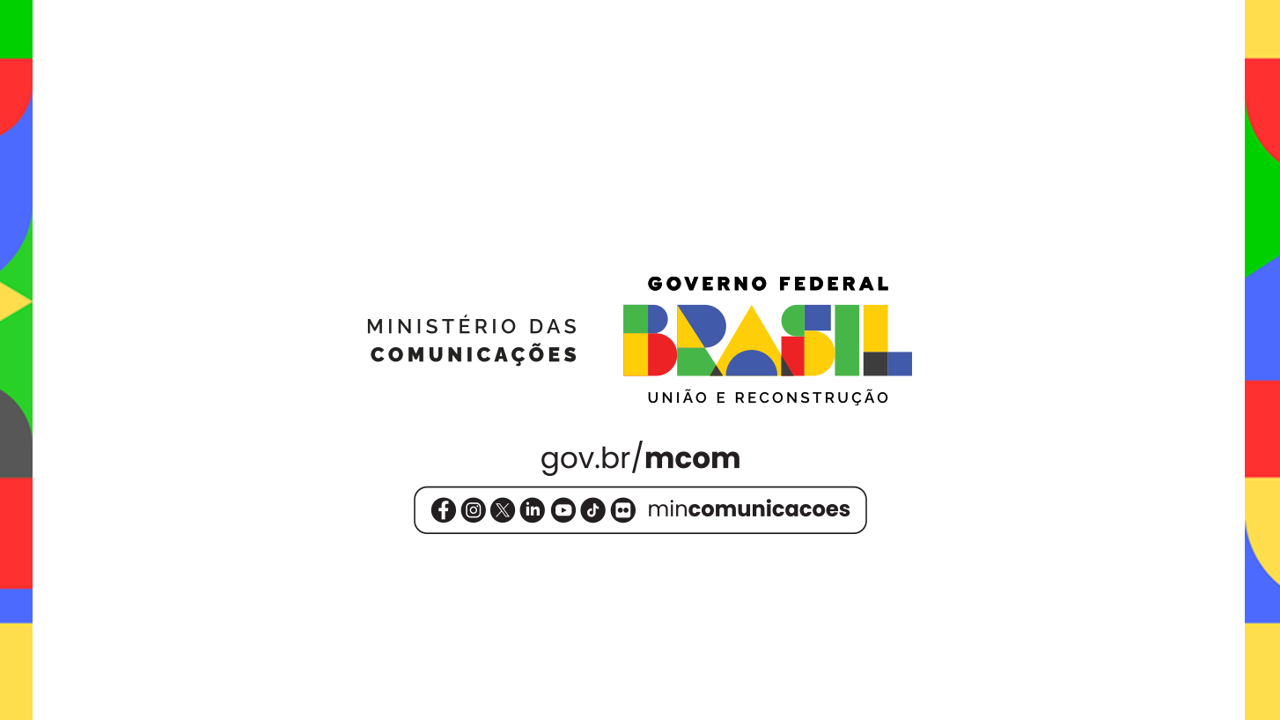 MINISTÉRIO DAS
COMUNICAÇÕES
GOVERNO FEDERAL
BRASIL
UNIÃO E RECONSTRUÇÃO
gov.br/mcom
mincomunicacoes